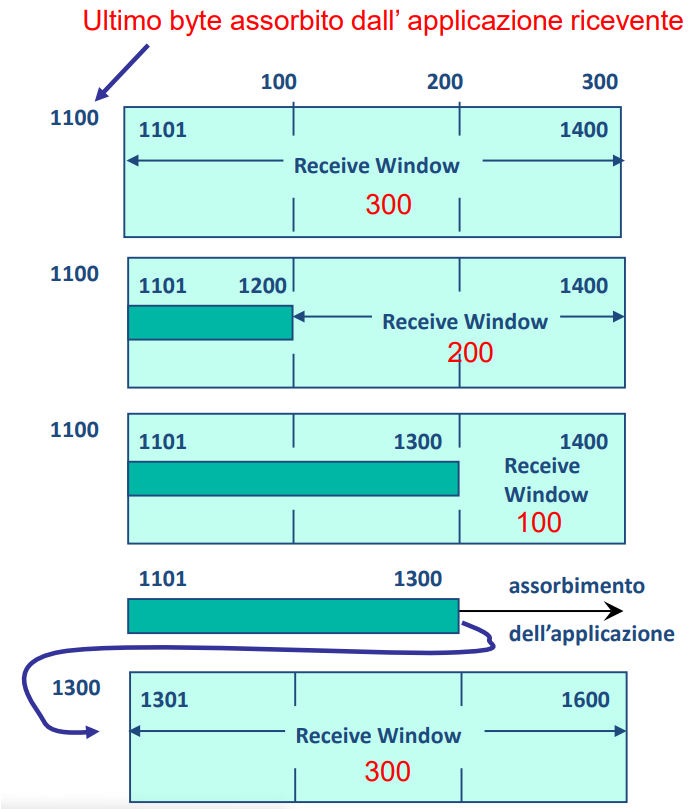 Ultimo byte assorbito dall' applicazione ricevente
100 200 300
1100 1101 1400
Receive Window
300
1100 1101 1200 1400
Receive Window
200
1100 1101 1300 1400
Receive
Window
100
1101 1300 assorbimento
dell'applicazione
1300 1301 1600
Receive Window
300